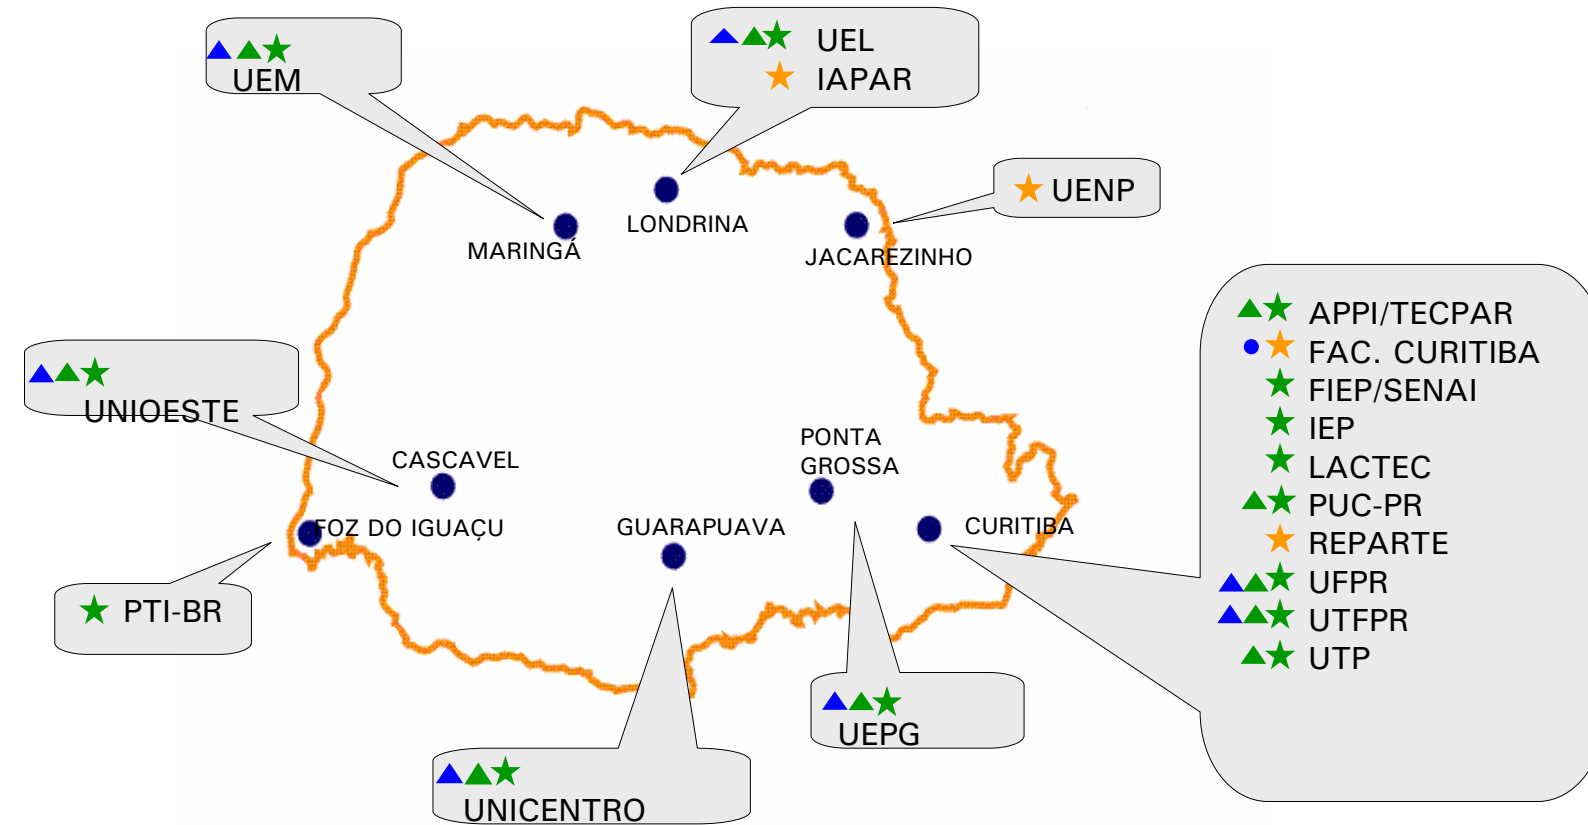 UEM
UEL
IAPAR
UENP
LONDRINA
MARINGÁ
JACAREZINHO
APPI/TECPAR
FAC. CURITIBA
FIEP/SENAI
IEP
LACTEC
PUC-PR
REPARTE
UFPR
UTFPR
UTP
UNIOESTE
CASCAVEL
PONTA
GROSSA
FOZ DO IGUAÇU
GUARAPUAVA
CURITIBA
PTI-BR
UEPG
UNICENTRO